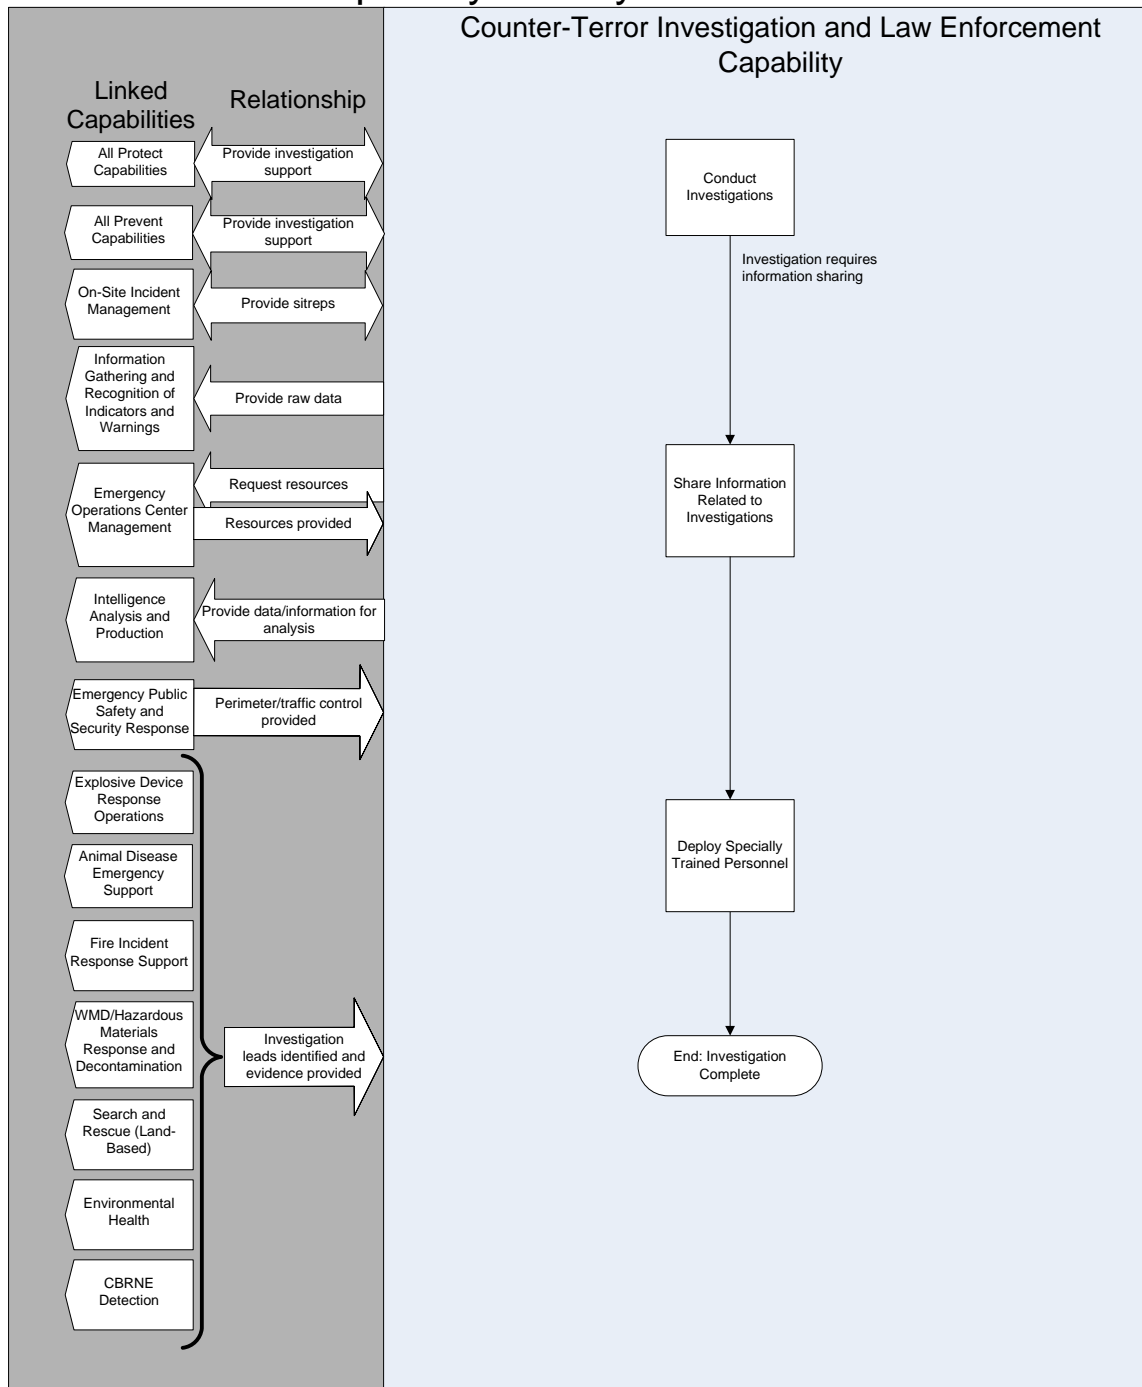 Counter-Terror Investigation and Law Enforcement
Capability
Linked
Capabilities
Relationship
All Protect
Capabilities
Provide investigation
support
All Prevent
Capabilities
Provide investigation
support
On-Site Incident
Management
Provide sitreps
Information
Gathering and
Recognition of
Indicators and
Warnings
Provide raw data
Emergency
Operations Center
Management
Request resources
Resources provided
Intelligence
Analysis and
Production
Provide data/information for
analysis
Emergency Public
Safety and
Security Response
Perimeter/traffic control
provided
Explosive Device
Response
Operations
Animal Disease
Emergency
Support
Fire Incident
Response Support
WMD/Hazardous
Materials
Response and
Decontamination
Search and
Rescue (Land-
Based)
Environmental
Health
CBRNE
Detection
Investigation
leads identified and
evidence provided
Conduct
Investigations
Investigation requires
information sharing
Share Information
Related to
Investigations
Deploy Specially
Trained Personnel
End: Investigation
Complete